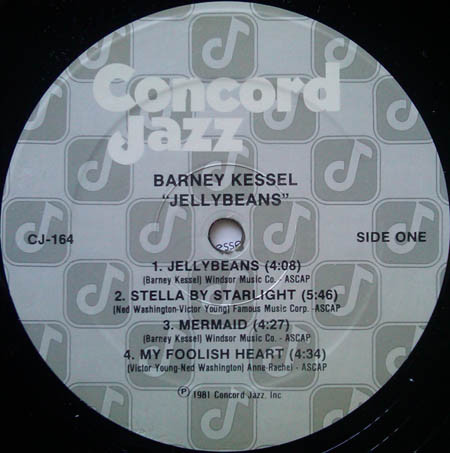 Concord
Jazz
BARNEY KESSEL
"JELLYBEANS"
CJ-164
SIDE ONE
1. JELLYBEANS (4:08)
(Barney Kessel) Windsor Music Co. - ASCAP
2. STELLA BY STARLIGHT (5:46)
(Ned Washington-Victor Young) Famous Music Corp. -ASCAP
3. MERMAID (4:27)
(Barney Kessel) Windsor Music Co. - ASCAP
4. MY FOOLISH HEART (4:34)
(Victor Young-Ned Washington) Anne-Rachel - ASCAP
Ⓟ 1981 Concord Jazz, Inc